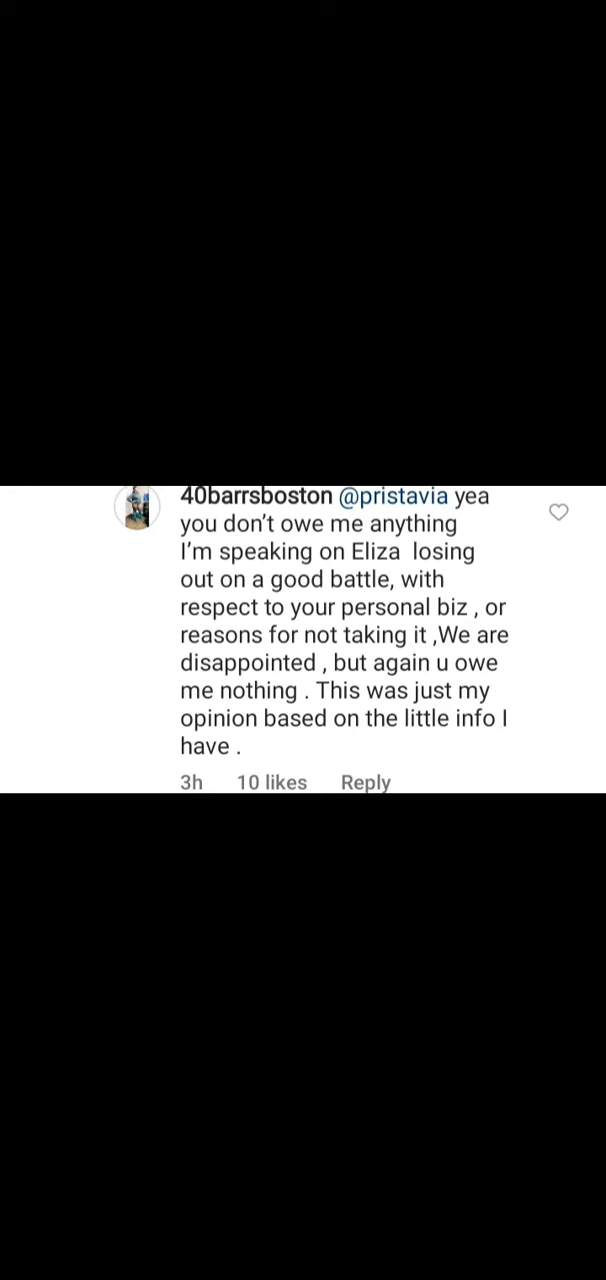 40barrsboston @pristavia yea
you don't owe me anything
I'm speaking on Eliza  losing
out on a good battle, with
respect to your personal biz , or
reasons for not taking it ,We are
disappointed , but again u owe
me nothing . This was just my
opinion based on the little info I
have .
3h 10 likes Reply